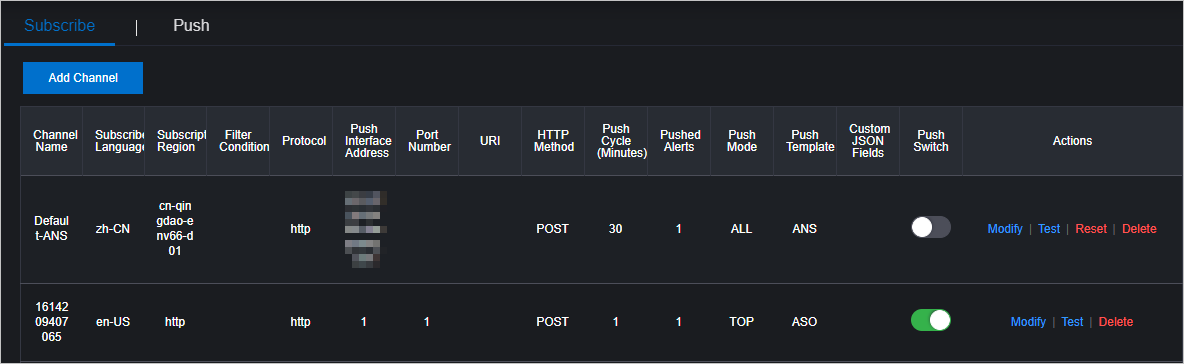 Subscribe | Push
Add Channel
Channel Name Subscribe Language Subscript Region Filter Condition Protocol Push Interface Address Port Number URI HTTP Method Push Cycle (Minutes) Pushed Alerts Push Mode Push Template Custom JSON Fields Push Switch Actions
Defaul
t-ANS
zh-CN
cn-qin
gdao-e
nv66-d
01
http POST 30 1 ALL ANS Modify | Test | Reset | Delete
16142
09407
065
en-US http http 1 1 POST 1 1 TOP ASO Modify | Test | Delete